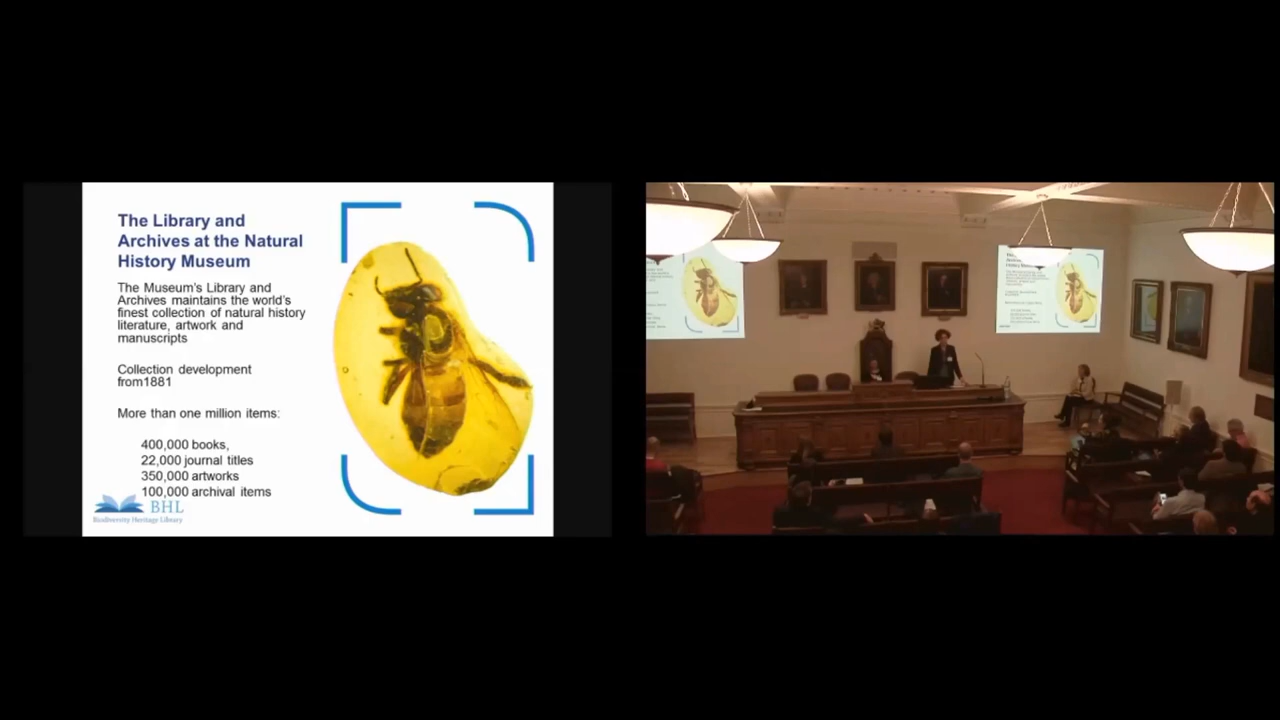 The Library and
Archives at the Natural
History Museum
The Museum's Library and
Archives maintains the world's
finest collection of natural history
literature, artwork and
manuscripts
Collection development
from1881
More than one million items:
400,000 books,
22,000 journal titles
350,000 artworks
100,000 archival items
BHL
Biodiversity Heritage Library